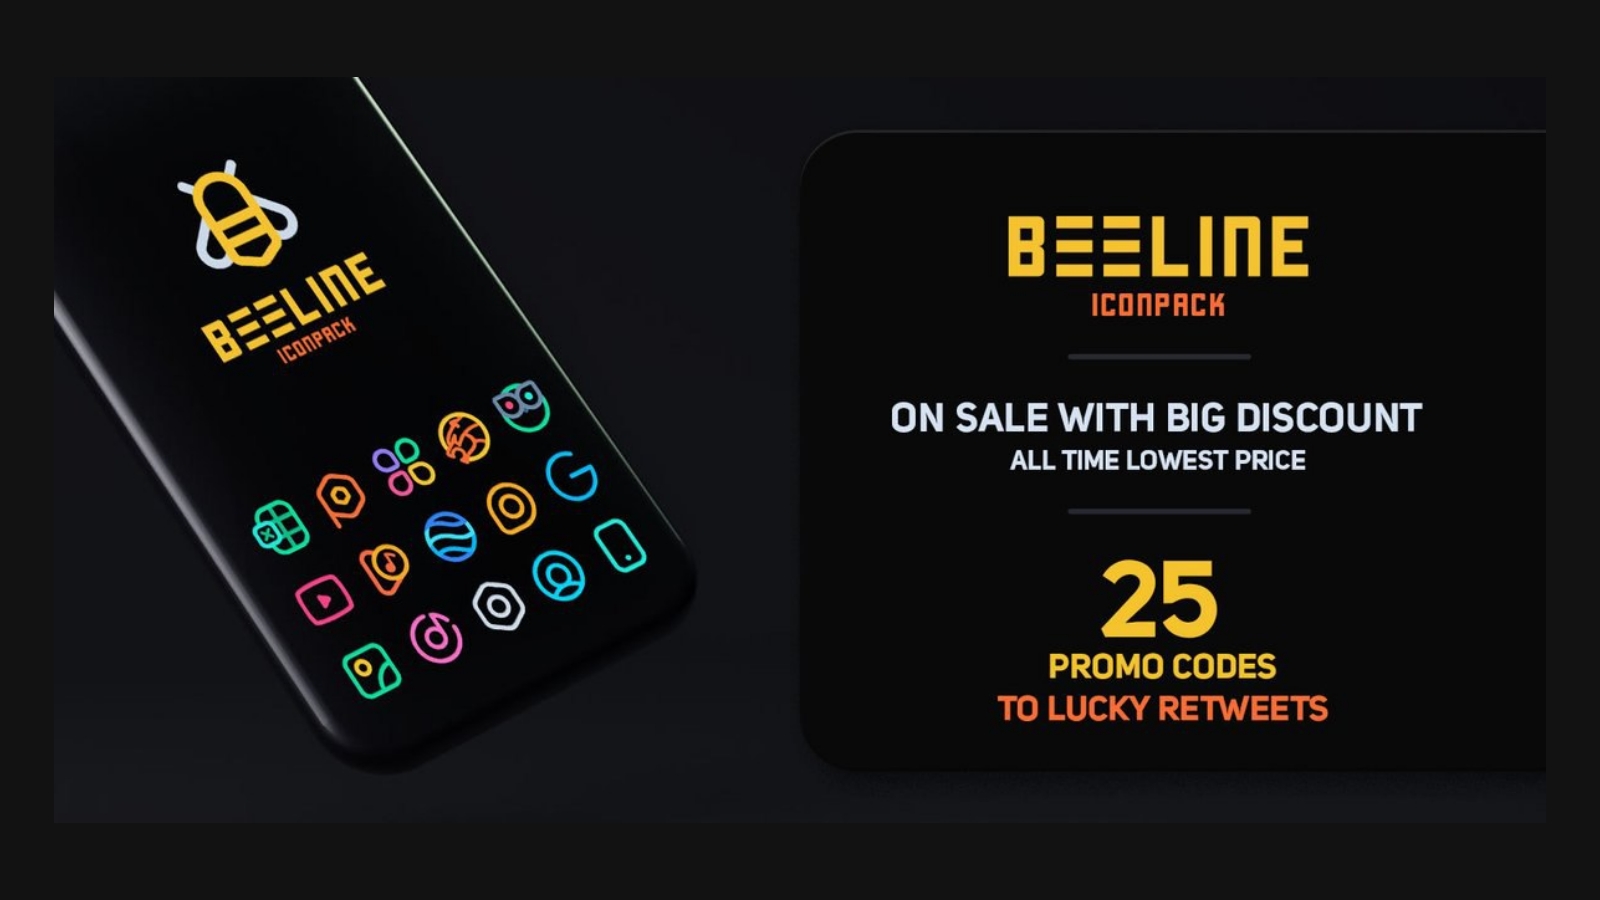 BEELINE
ICONPACK
BEELINE
ICONPACK
ON SALE WITH BIG DISCOUNT
ALL TIME LOWEST PRICE
25
PROMO CODES
TO LUCKY RETWEETS